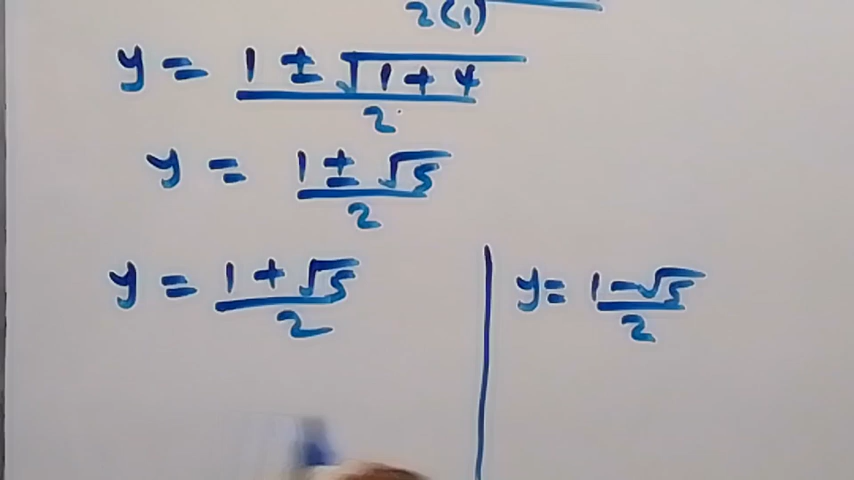 2(1)
y = (1 ± √(1 + 4))/2
y = (1 ± √5)/2
y = (1 + √5)/2
y = (1 - √5)/2